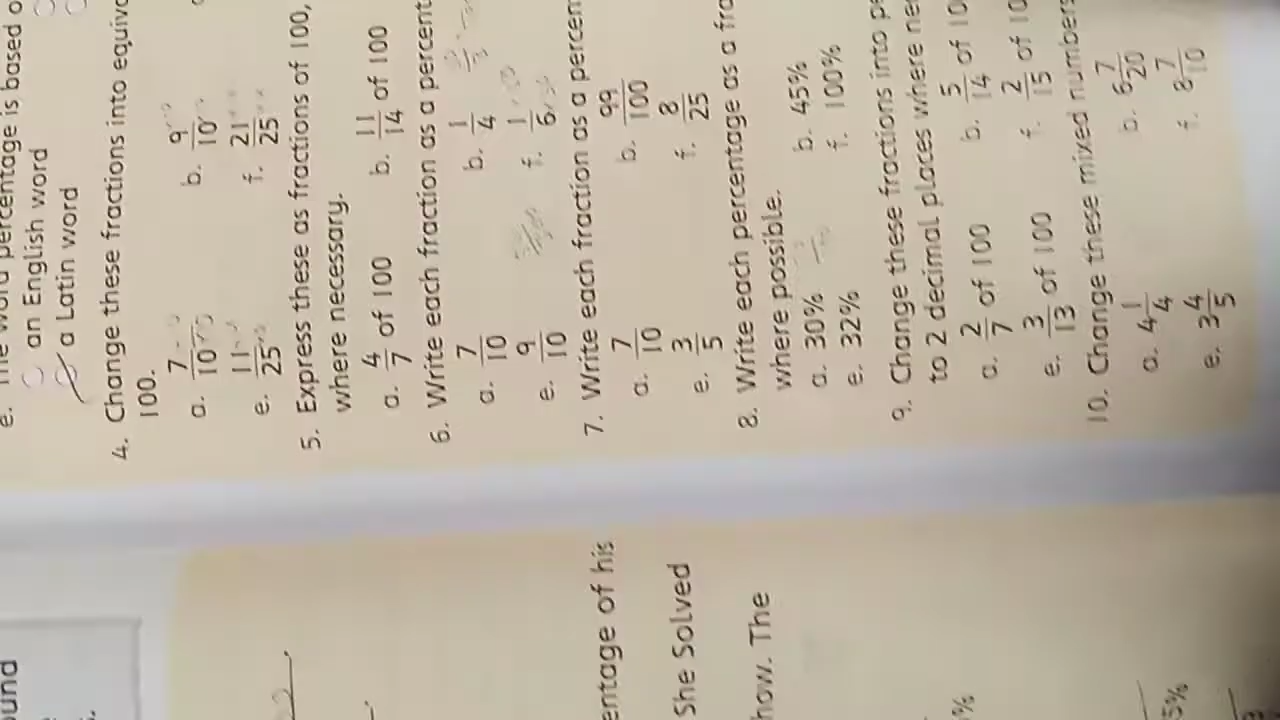 e. The word percentage is based o
an English word
a Latin word
4. Change these fractions into equiva
100.
a. 7/10 b. 9/10
e. 11/25 f. 21/25
5. Express these as fractions of 100,
where necessary.
a. 4/7 of 100 b. 11/14 of 100
6. Write each fraction as a percent
a. 7/10 b. 1/4
e. 9/10 f. 1/6
7. Write each fraction as a percen
a. 7/10 b. 99/100
e. 3/5 f. 8/25
8. Write each percentage as a fra
where possible.
a. 30% b. 45%
e. 32% f. 100%
9. Change these fractions into pe
to 2 decimal places where nec
a. 2/7 of 100 b. 5/14 of 10
e. 3/13 of 100 f. 2/15 of 10
10. Change these mixed numbers
a. 4 1/4 b. 6 7/20
e. 3 4/5 f. 8 7/10
ound
entage of his
She Solved
how. The
%
5%